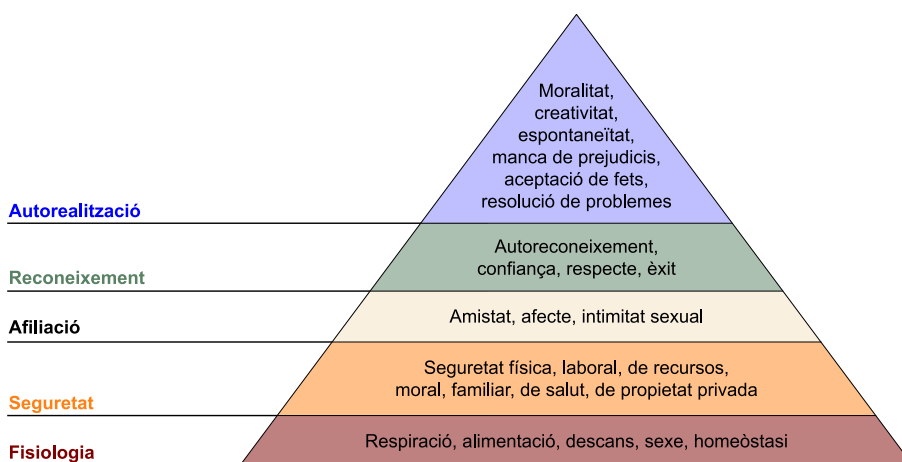 Moralitat,
creativitat,
espontaneïtat,
manca de prejudicis,
aceptació de fets,
resolució de problemes
Autorealització
Autoreconeixement,
confiança, respecte, èxit
Reconeixement
Amistat, afecte, intimitat sexual
Afiliació
Seguretat física, laboral, de recursos,
moral, familiar, de salut, de propietat privada
Seguretat
Respiració, alimentació, descans, sexe, homeòstasi
Fisiologia